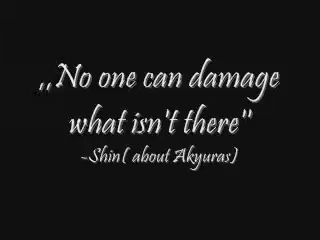 ,,No one can damage
what isn't there"
~Shin( about Akyuras)